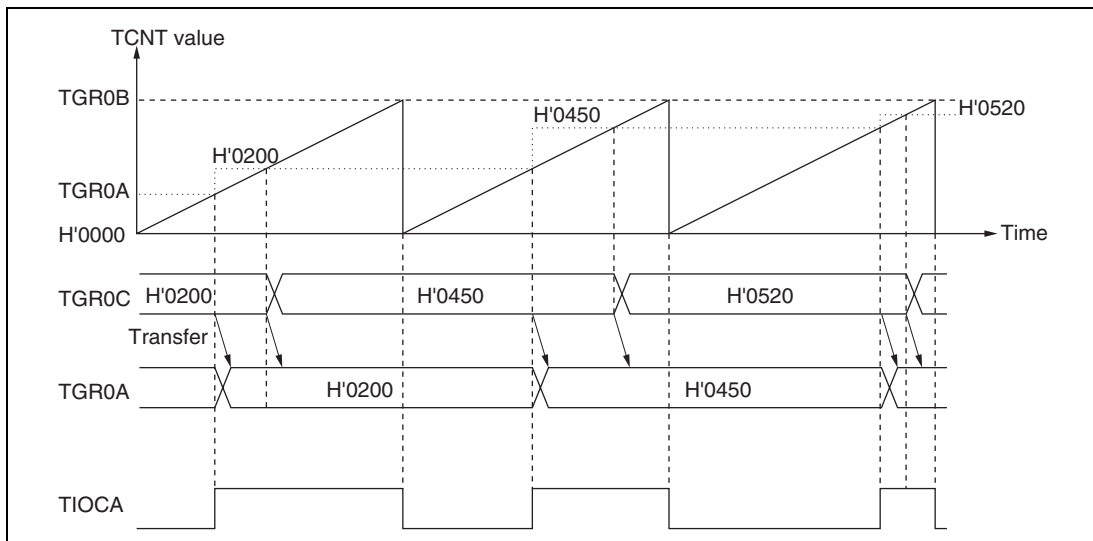 TCNT value
TGR0B
H'0520
H'0450
H'0200
TGR0A
H'0000
Time
TGR0C
H'0200
H'0450
H'0520
Transfer
TGR0A
H'0200
H'0450
TIOCA